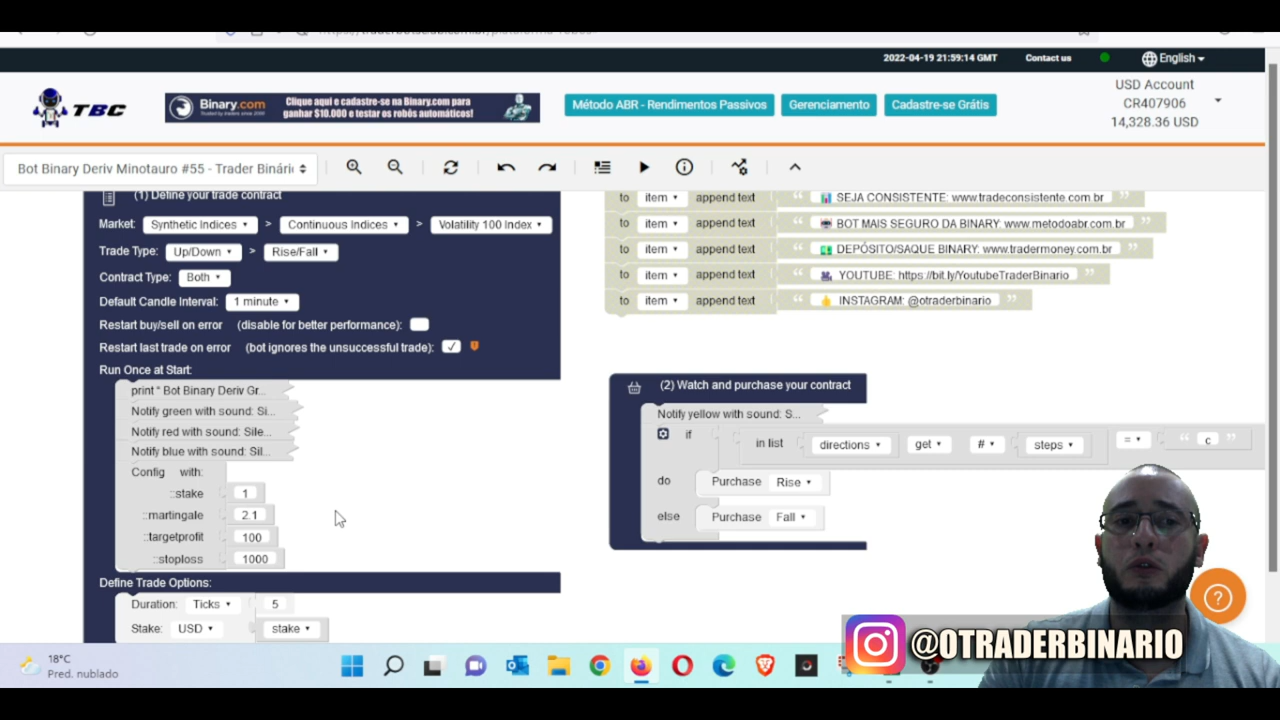 2022-04-19 21:59:14 GMT Contact us English
TBC
Binary.com
Clique aqui e cadastre-se na Binary.com para
ganhar $10.000 e testar os robôs automáticos!
Método ABR - Rendimentos Passivos
Gerenciamento
Cadastre-se Grátis
USD Account
CR407906
14,328.36 USD
Bot Binary Deriv Minotauro #55 - Trader Binári
(1) Define your trade contract
Market: Synthetic Indices > Continuous Indices > Volatility 100 Index
Trade Type: Up/Down > Rise/Fall
Contract Type: Both
Default Candle Interval: 1 minute
Restart buy/sell on error (disable for better performance):
Restart last trade on error (bot ignores the unsuccessful trade):
Run Once at Start:
print “ Bot Binary Deriv Gr...
Notify green with sound: Si...
Notify red with sound: Sile...
Notify blue with sound: Sil...
Config with:
::stake 1
::martingale 2.1
::targetprofit 100
::stoploss 1000
Define Trade Options:
Duration: Ticks 5
Stake: USD stake
to item append text “ SEJA CONSISTENTE: www.tradeconsistente.com.br ”
to item append text “ BOT MAIS SEGURO DA BINARY: www.metodoabr.com.br ”
to item append text “ DEPÓSITO/SAQUE BINARY: www.tradermoney.com.br ”
to item append text “ YOUTUBE: https://bit.ly/YoutubeTraderBinario ”
to item append text “ INSTAGRAM: @otraderbinario ”
(2) Watch and purchase your contract
Notify yellow with sound: S...
if in list directions get # steps = “ c ”
do Purchase Rise
else Purchase Fall
?
@OTRADERBINARIO
18°C
Pred. nublado